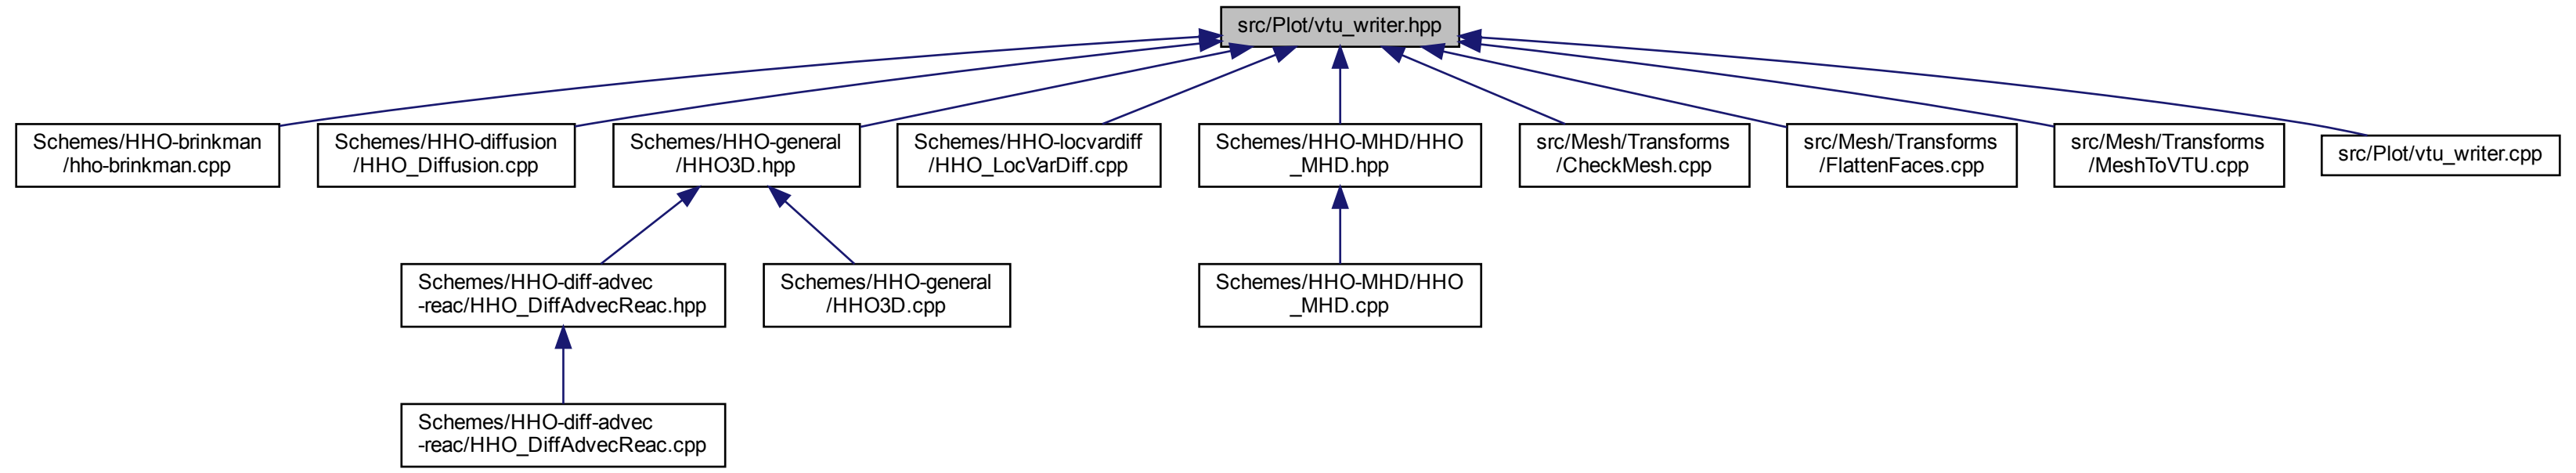 src/Plot/vtu_writer.hpp
Schemes/HHO-brinkman
/hho-brinkman.cpp
Schemes/HHO-diffusion
/HHO_Diffusion.cpp
Schemes/HHO-general
/HHO3D.hpp
Schemes/HHO-locvardiff
/HHO_LocVarDiff.cpp
Schemes/HHO-MHD/HHO
_MHD.hpp
src/Mesh/Transforms
/CheckMesh.cpp
src/Mesh/Transforms
/FlattenFaces.cpp
src/Mesh/Transforms
/MeshToVTU.cpp
src/Plot/vtu_writer.cpp
Schemes/HHO-diff-advec
-reac/HHO_DiffAdvecReac.hpp
Schemes/HHO-general
/HHO3D.cpp
Schemes/HHO-MHD/HHO
_MHD.cpp
Schemes/HHO-diff-advec
-reac/HHO_DiffAdvecReac.cpp